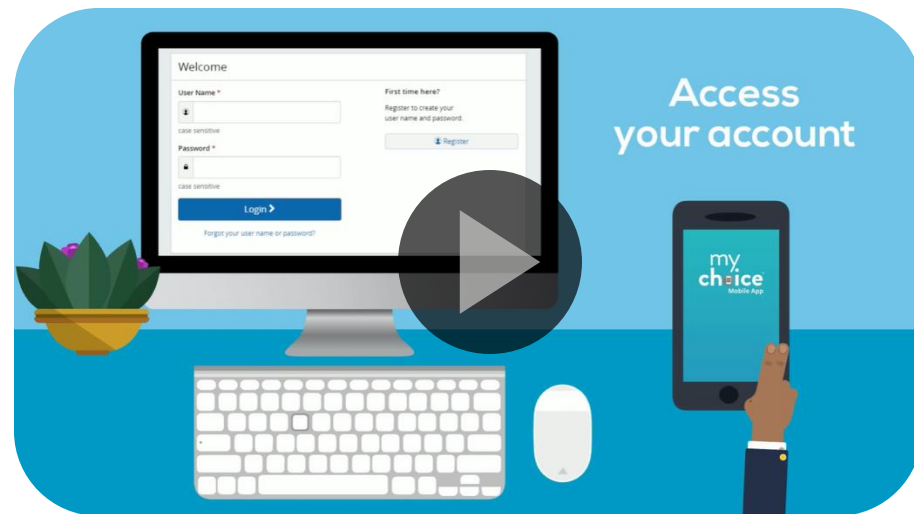 Welcome
User Name *
case sensitive
Password *
case sensitive
Login
Forgot your user name or password?
First time here?
Register to create your
user name and password.
Register
Access
your account
my
choice
Mobile App